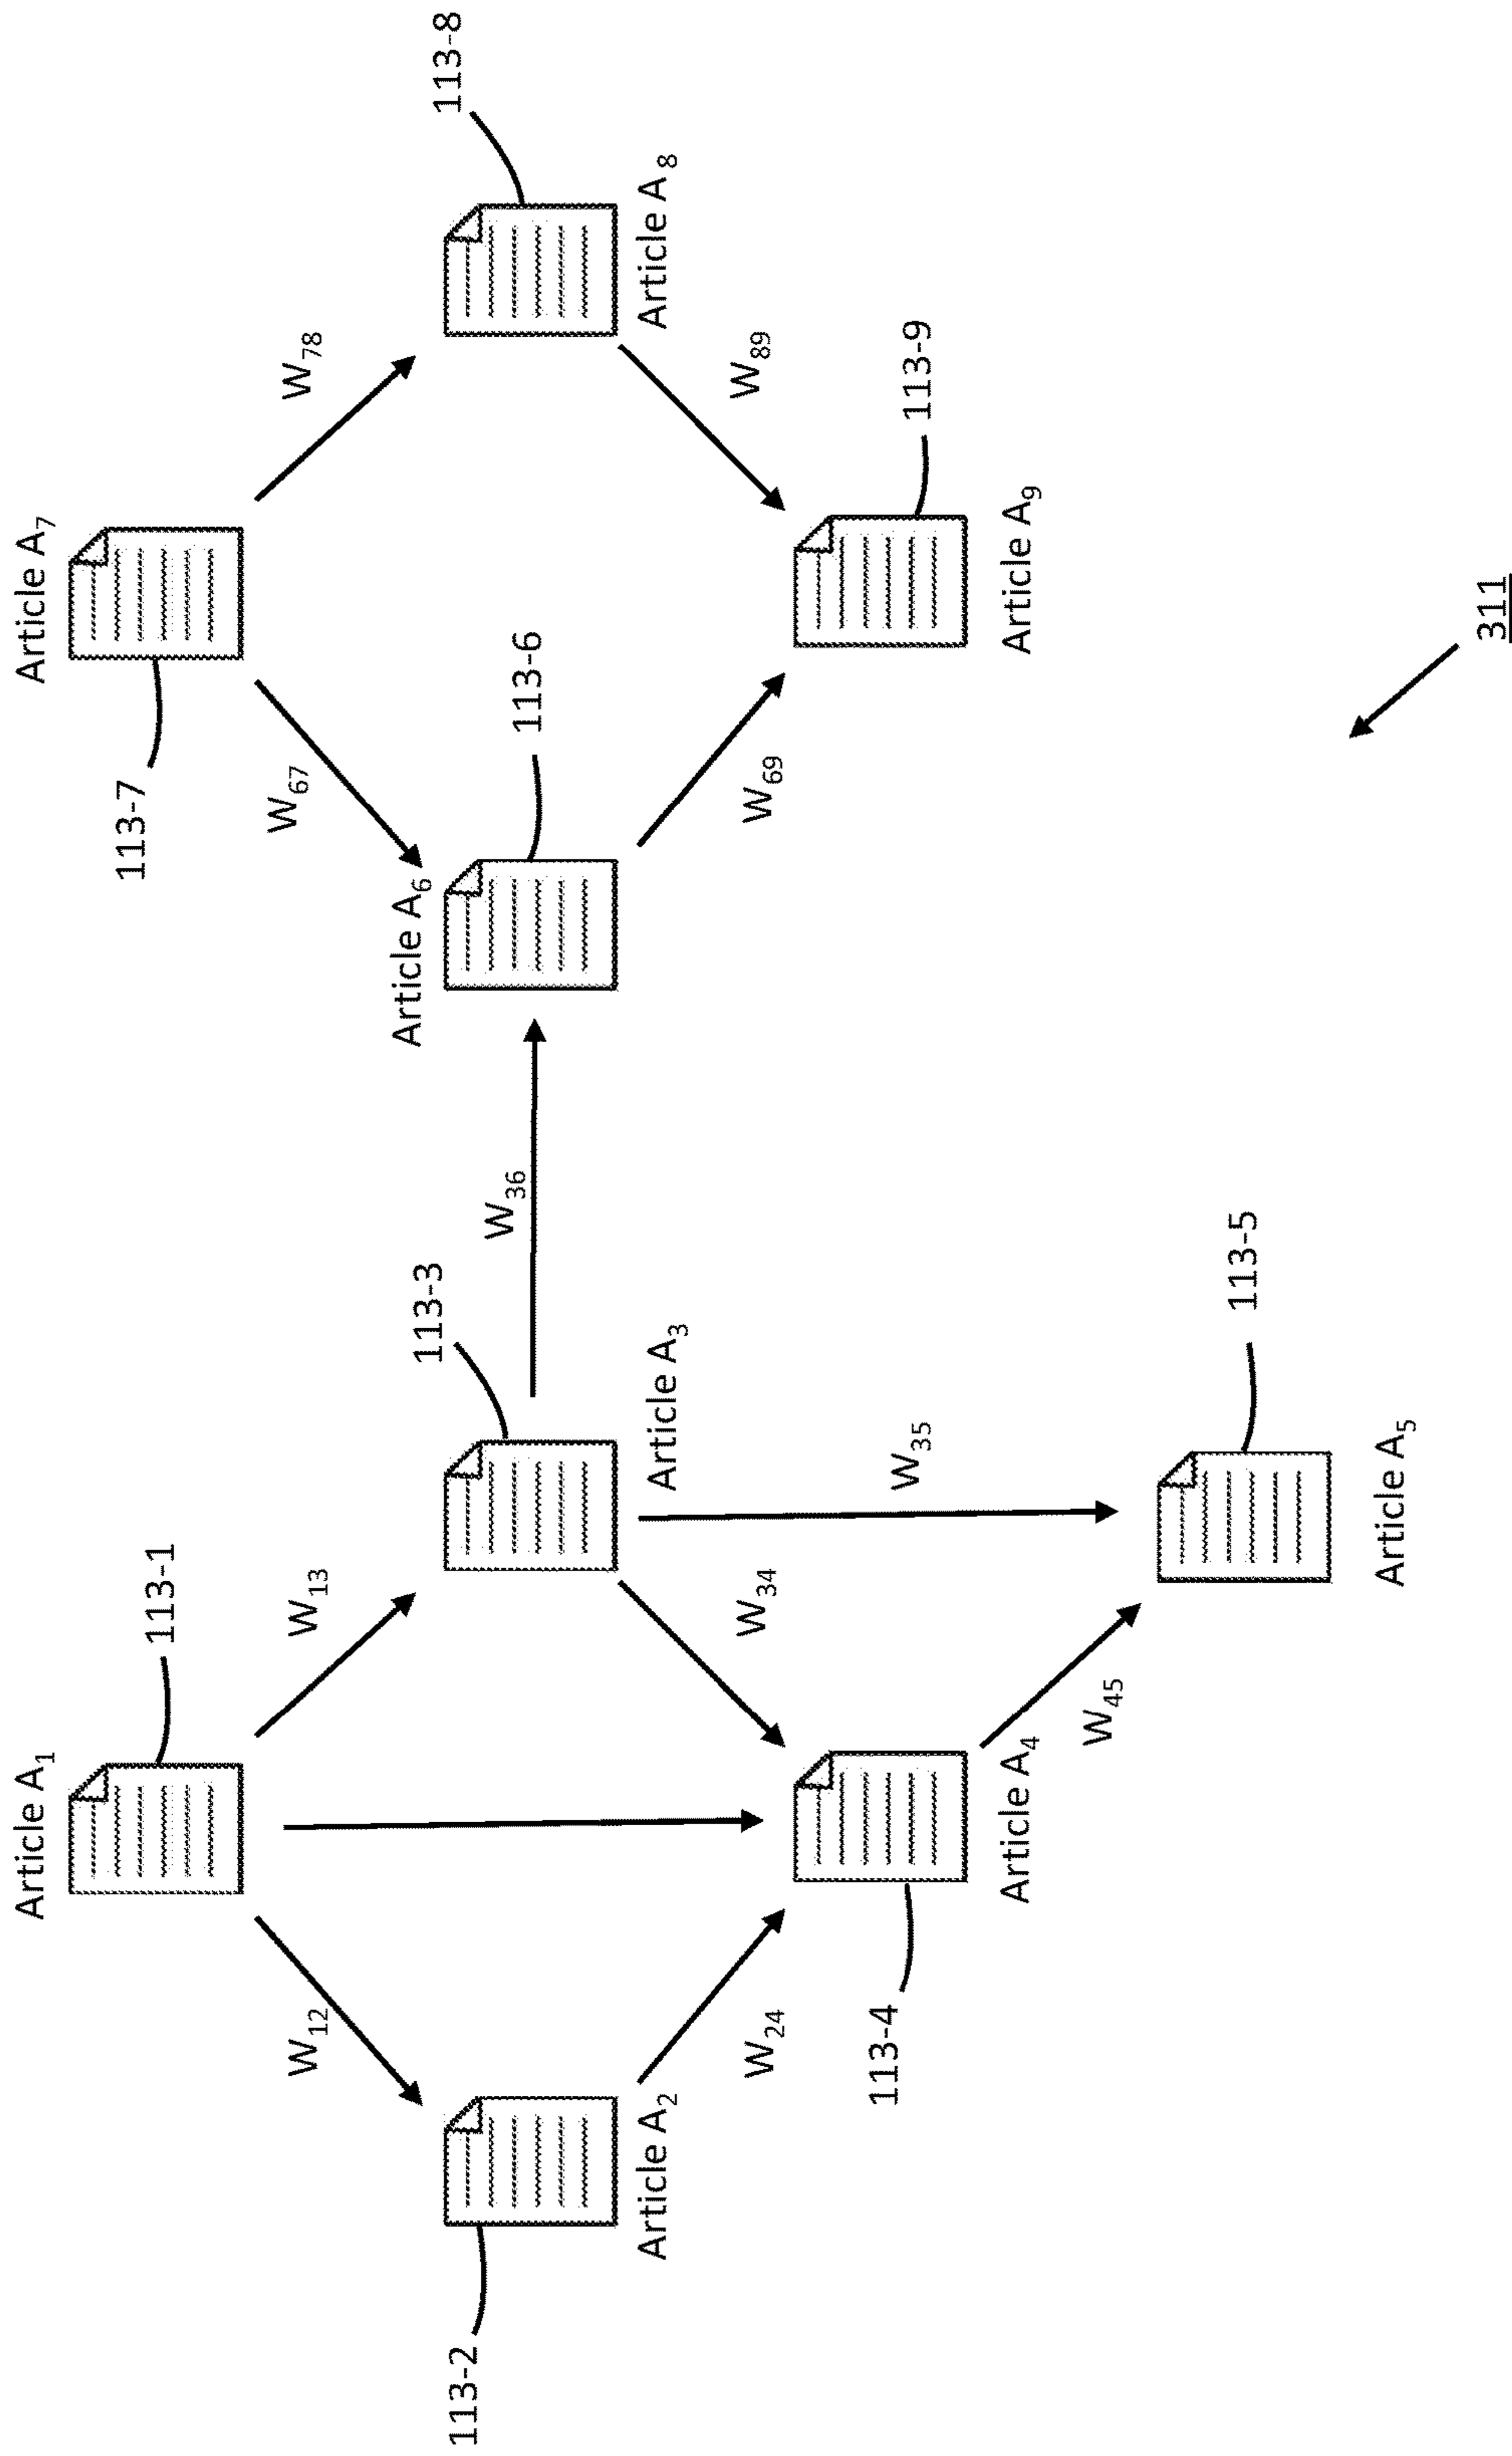 Article A1
113-1
Article A7
113-7
W12
W13
W67
W78
113-2
Article A2
113-3
Article A3
W36
Article A6
113-6
113-8
Article A8
W24
W34
W35
W69
W89
113-4
Article A4
113-9
Article A9
W45
113-5
Article A5
311